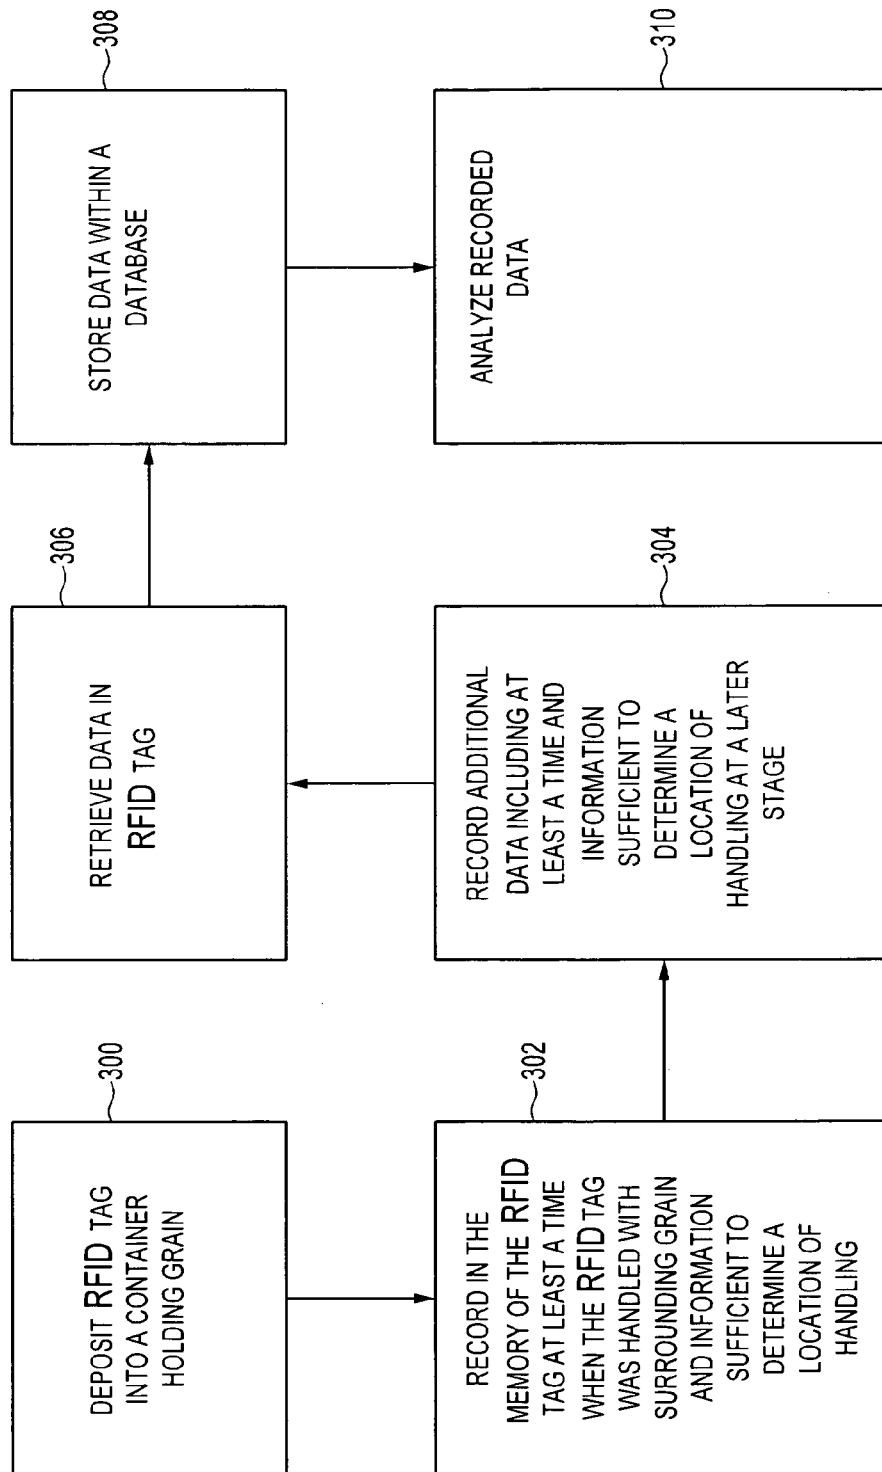 300
DEPOSIT RFID TAG
INTO A CONTAINER
HOLDING GRAIN
302
RECORD IN THE
MEMORY OF THE RFID
TAG AT LEAST A TIME
WHEN THE RFID TAG
WAS HANDLED WITH
SURROUNDING GRAIN
AND INFORMATION
SUFFICIENT TO
DETERMINE A
LOCATION OF
HANDLING
304
RECORD ADDITIONAL
DATA INCLUDING AT
LEAST A TIME AND
INFORMATION
SUFFICIENT TO
DETERMINE A
LOCATION OF
HANDLING AT A LATER
STAGE
306
RETRIEVE DATA IN
RFID TAG
308
STORE DATA WITHIN A
DATABASE
310
ANALYZE RECORDED
DATA